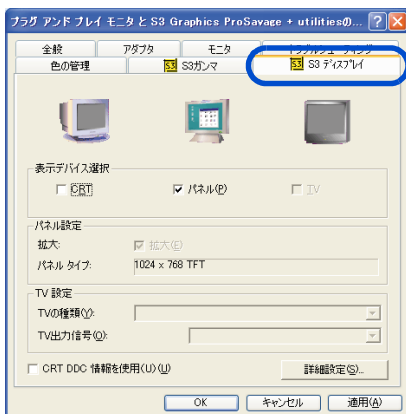 プラグ アンド プレイ モニタ と S3 Graphics ProSavage + utilitiesの...
全般 アダプタ モニタ トラブルシューティング
色の管理 S3 S3ガンマ S3 S3 ディスプレイ
表示デバイス選択
CRT パネル(P) TV
パネル設定
拡大: 拡大(E)
パネル タイプ: 1024 x 768 TFT
TV 設定
TVの種類(Y):
TV出力信号(O):
CRT DDC 情報を使用(U)(U) 詳細設定(S)...
OK キャンセル 適用(A)